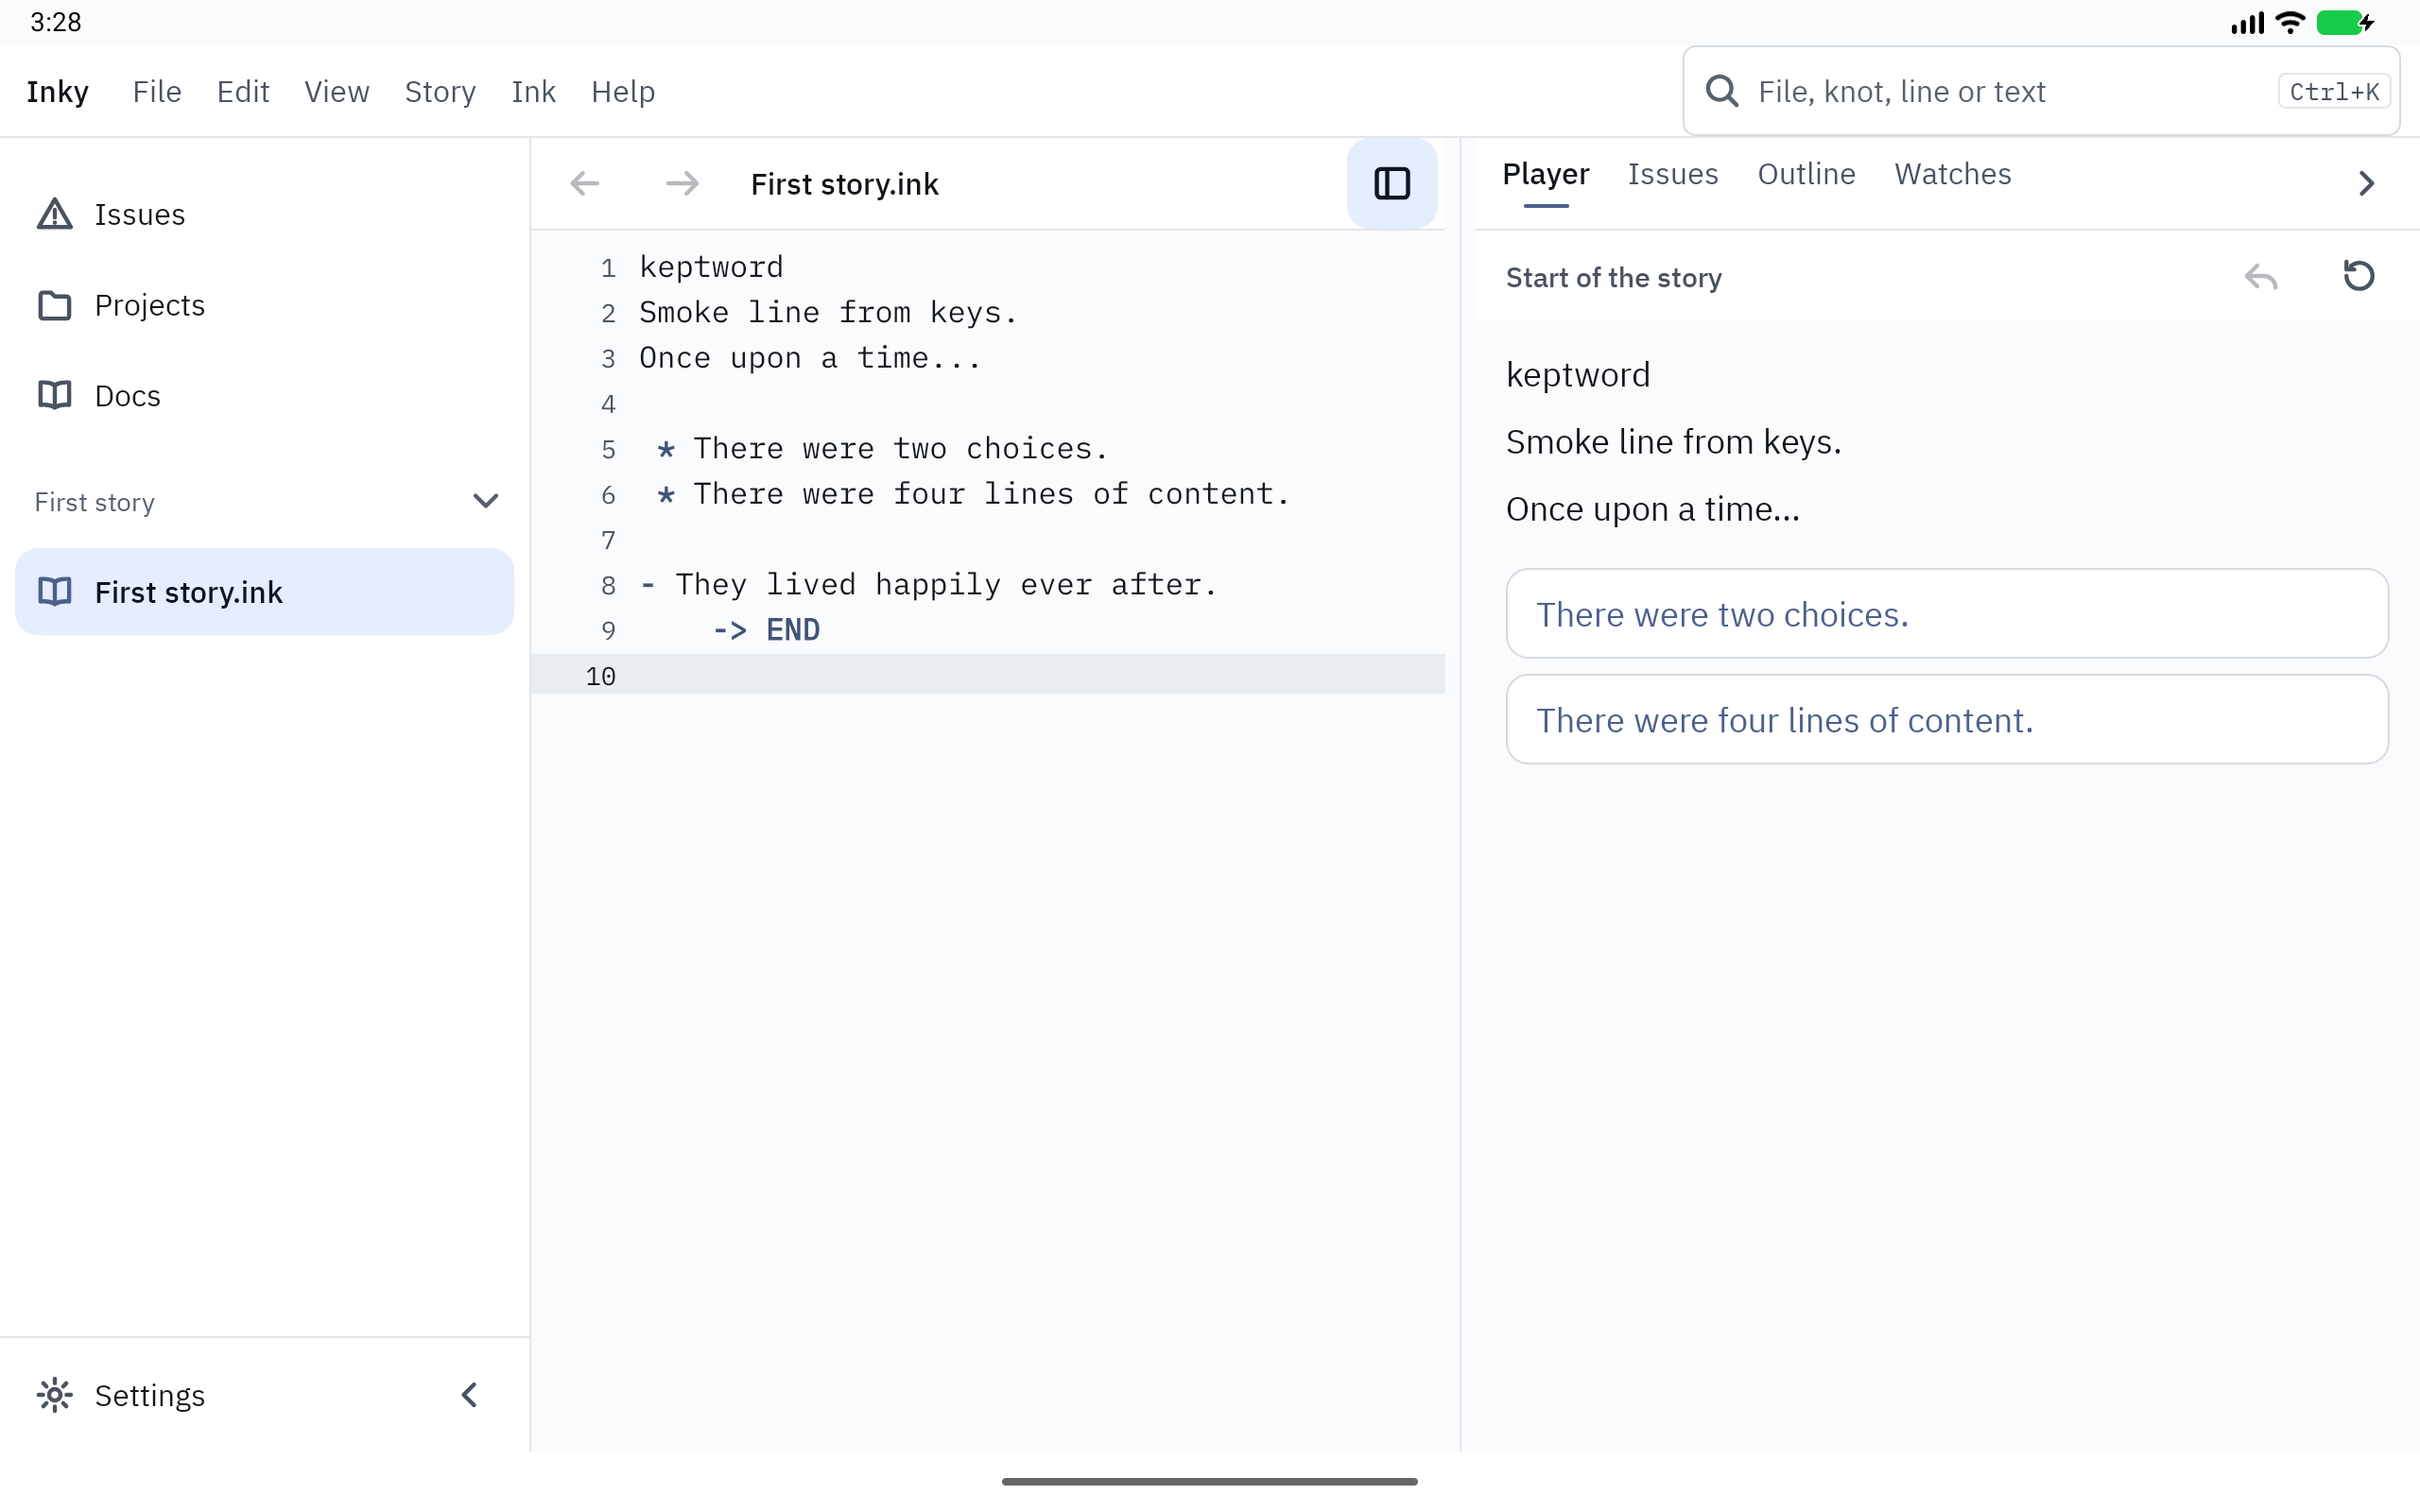 3:28
Inky File Edit View Story Ink Help
File, knot, line or text Ctrl+K
Issues
Projects
Docs
First story
First story.ink
Settings
First story.ink
1 keptword
2 Smoke line from keys.
3 Once upon a time...
4
5 * There were two choices.
6 * There were four lines of content.
7
8 - They lived happily ever after.
9 -> END
10
Player Issues Outline Watches
Start of the story
keptword
Smoke line from keys.
Once upon a time...
There were two choices.
There were four lines of content.